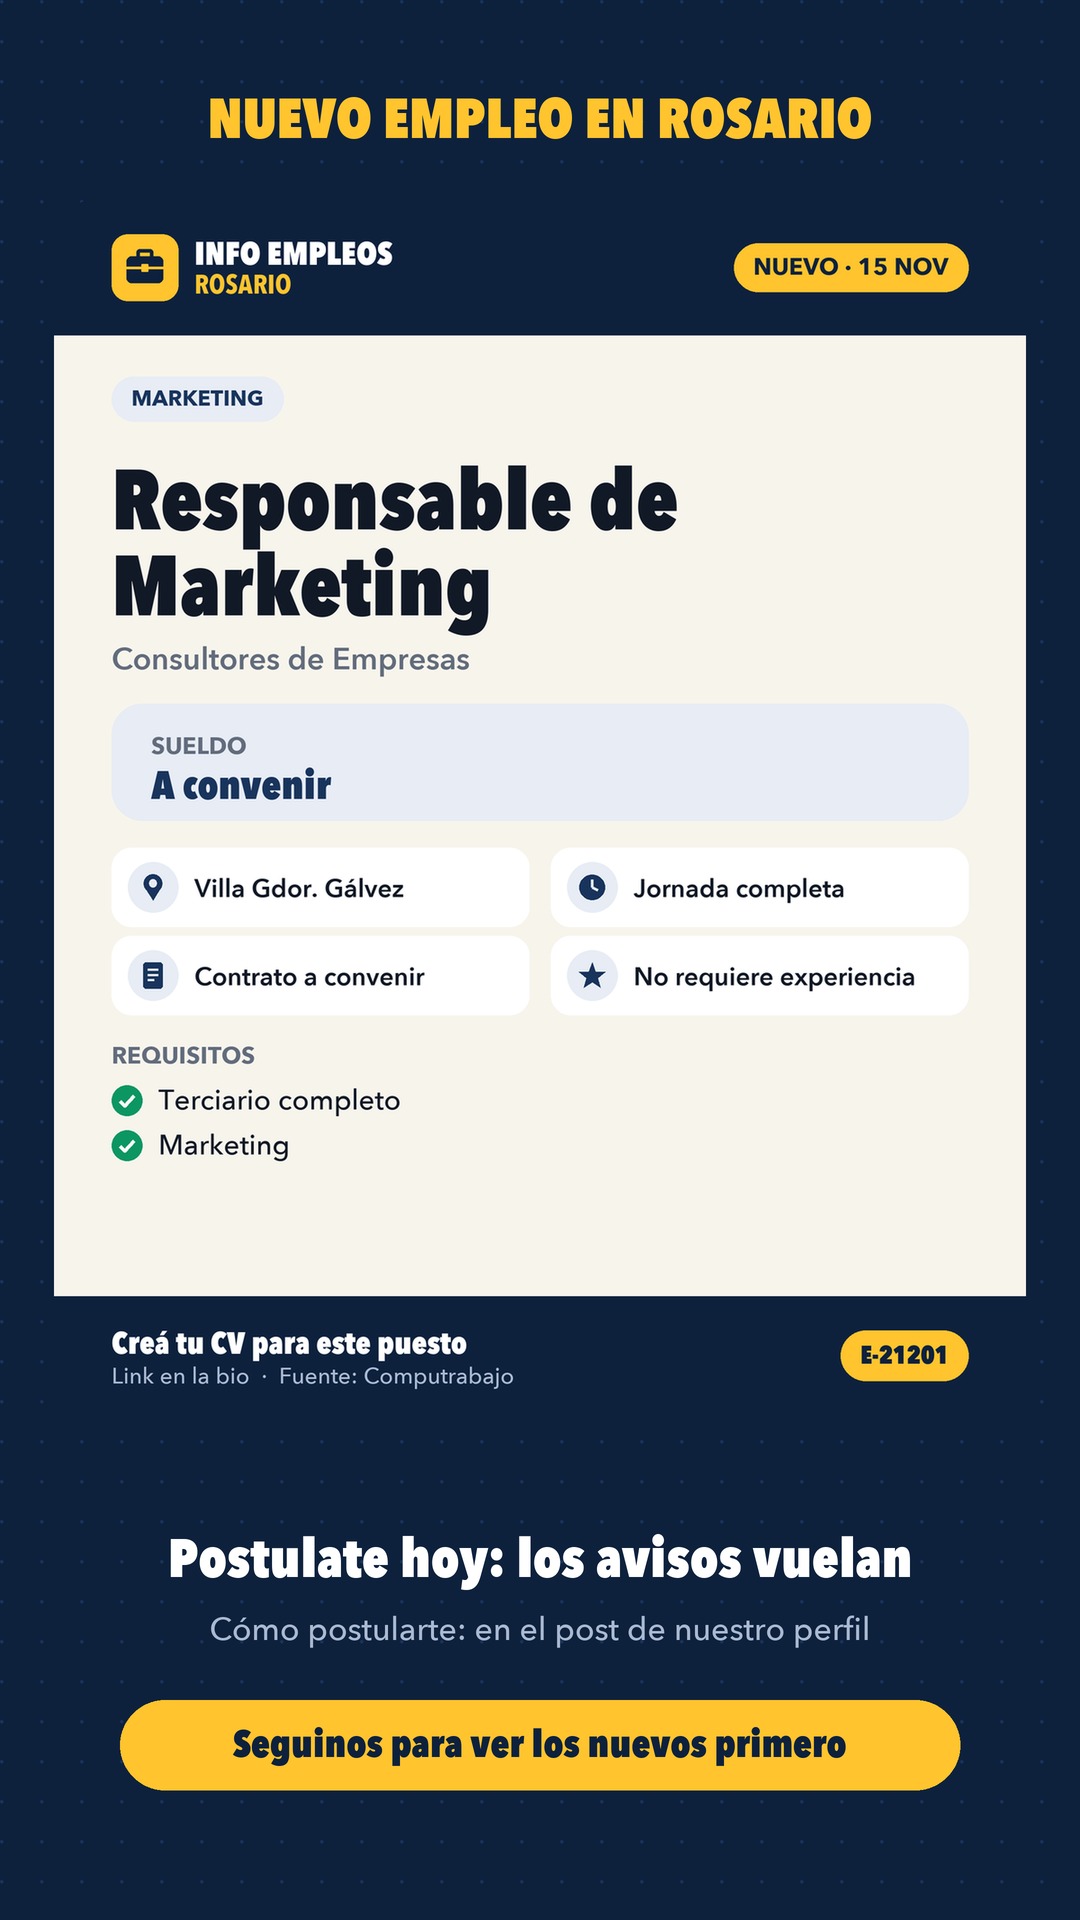 NUEVO EMPLEO EN ROSARIO
INFO EMPLEOS
ROSARIO
NUEVO · 15 NOV
MARKETING
Responsable de
Marketing
Consultores de Empresas
SUELDO
A convenir
Villa Gdor. Gálvez
Jornada completa
Contrato a convenir
No requiere experiencia
REQUISITOS
Terciario completo
Marketing
Creá tu CV para este puesto
Link en la bio · Fuente: Computrabajo
E-21201
Postulate hoy: los avisos vuelan
Cómo postularte: en el post de nuestro perfil
Seguinos para ver los nuevos primero